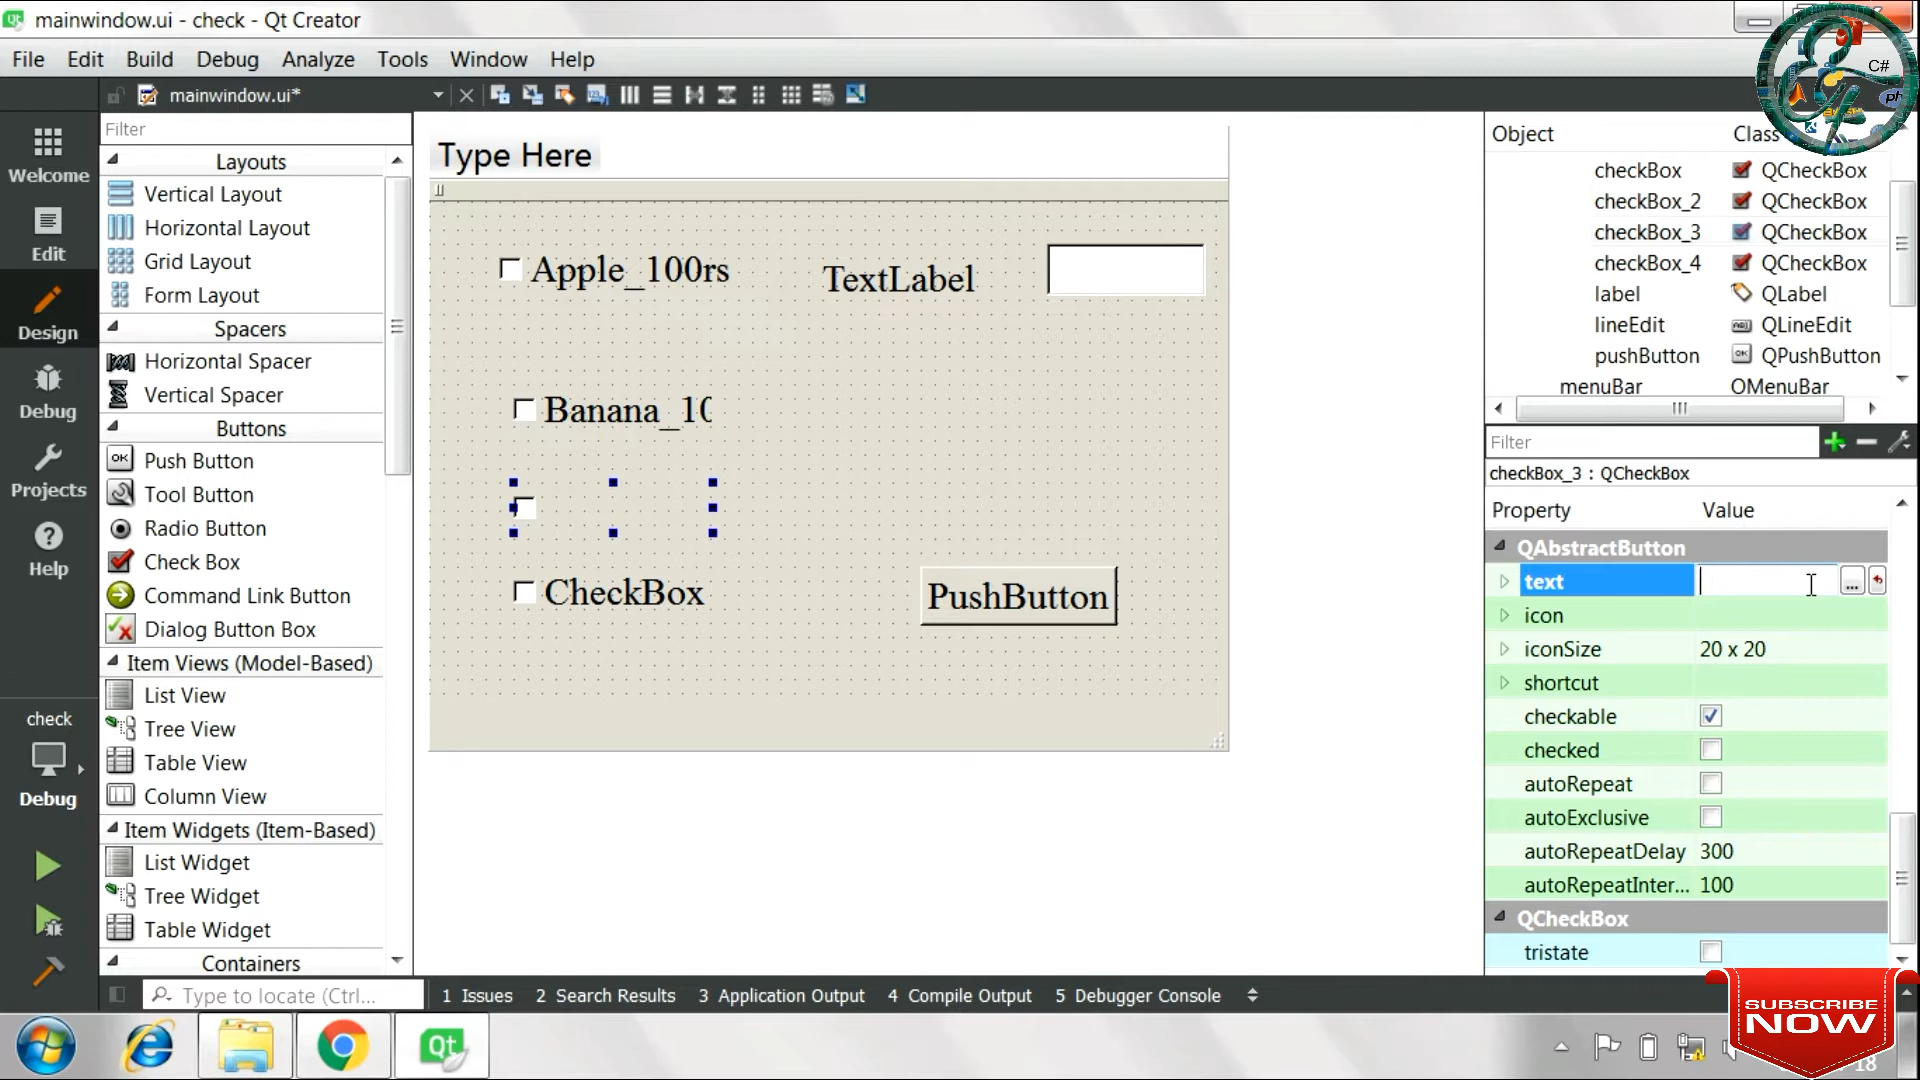 mainwindow.ui - check - Qt Creator
File Edit Build Debug Analyze Tools Window Help
mainwindow.ui*
C#
Filter
Layouts
Vertical Layout
Horizontal Layout
Grid Layout
Form Layout
Spacers
Horizontal Spacer
Vertical Spacer
Buttons
Push Button
Tool Button
Radio Button
Check Box
Command Link Button
Dialog Button Box
Item Views (Model-Based)
List View
Tree View
Table View
Column View
Item Widgets (Item-Based)
List Widget
Tree Widget
Table Widget
Containers
Welcome
Edit
Design
Debug
Projects
Help
check
Debug
Type Here
Apple_100rs
TextLabel
Banana_10
CheckBox
PushButton
Object Class
checkBox QCheckBox
checkBox_2 QCheckBox
checkBox_3 QCheckBox
checkBox_4 QCheckBox
label QLabel
lineEdit QLineEdit
pushButton QPushButton
menuBar QMenuBar
Filter
checkBox_3 : QCheckBox
Property Value
QAbstractButton
text
icon
iconSize 20 x 20
shortcut
checkable
checked
autoRepeat
autoExclusive
autoRepeatDelay 300
autoRepeatInter... 100
QCheckBox
tristate
Type to locate (Ctrl...
1 Issues 2 Search Results 3 Application Output 4 Compile Output 5 Debugger Console
SUBSCRIBE
NOW